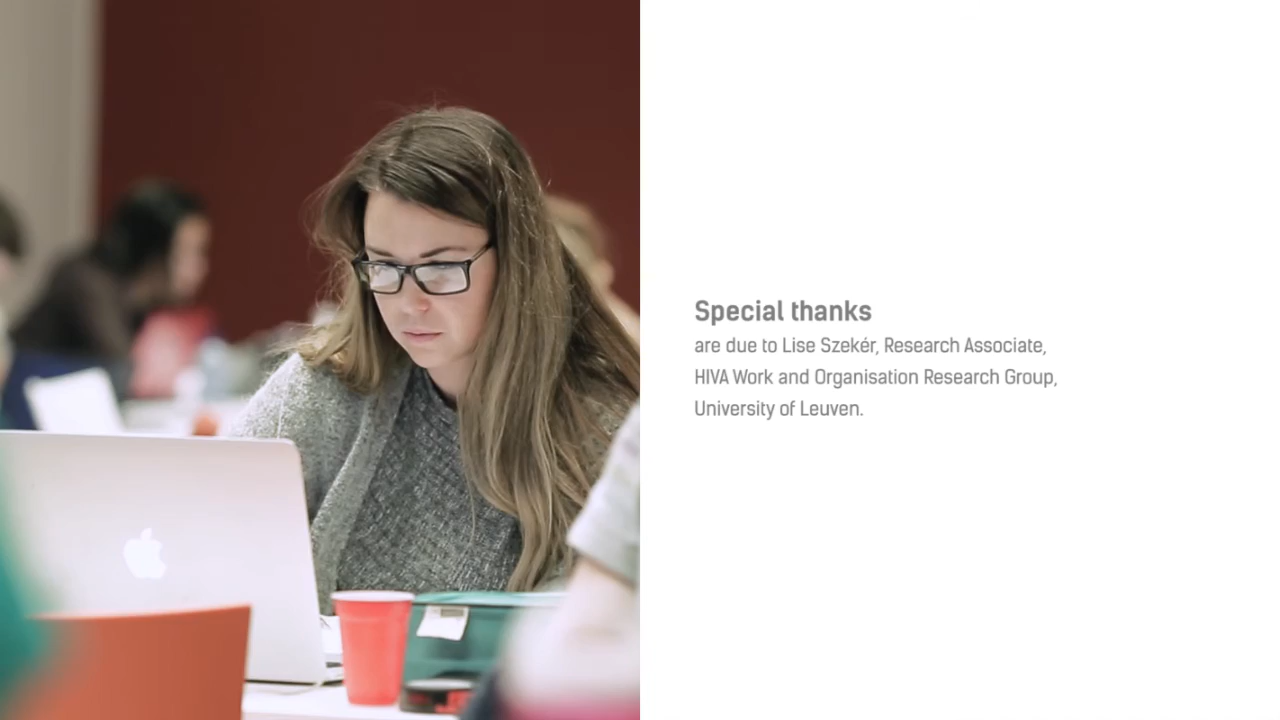 Special thanks
are due to Lise Szekér, Research Associate,
HIVA Work and Organisation Research Group,
University of Leuven.